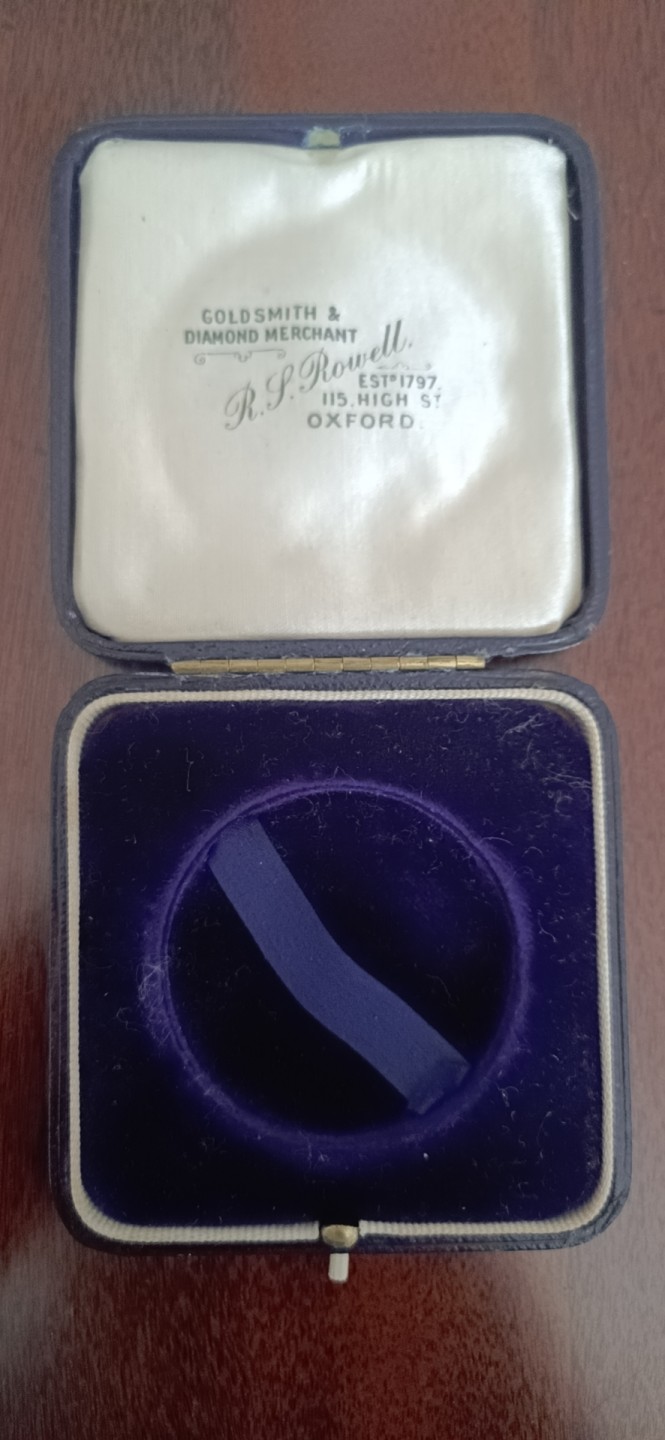 GOLDSMITH &
DIAMOND MERCHANT
R. S. Rowell.
ESTD 1797,
115, HIGH ST
OXFORD.